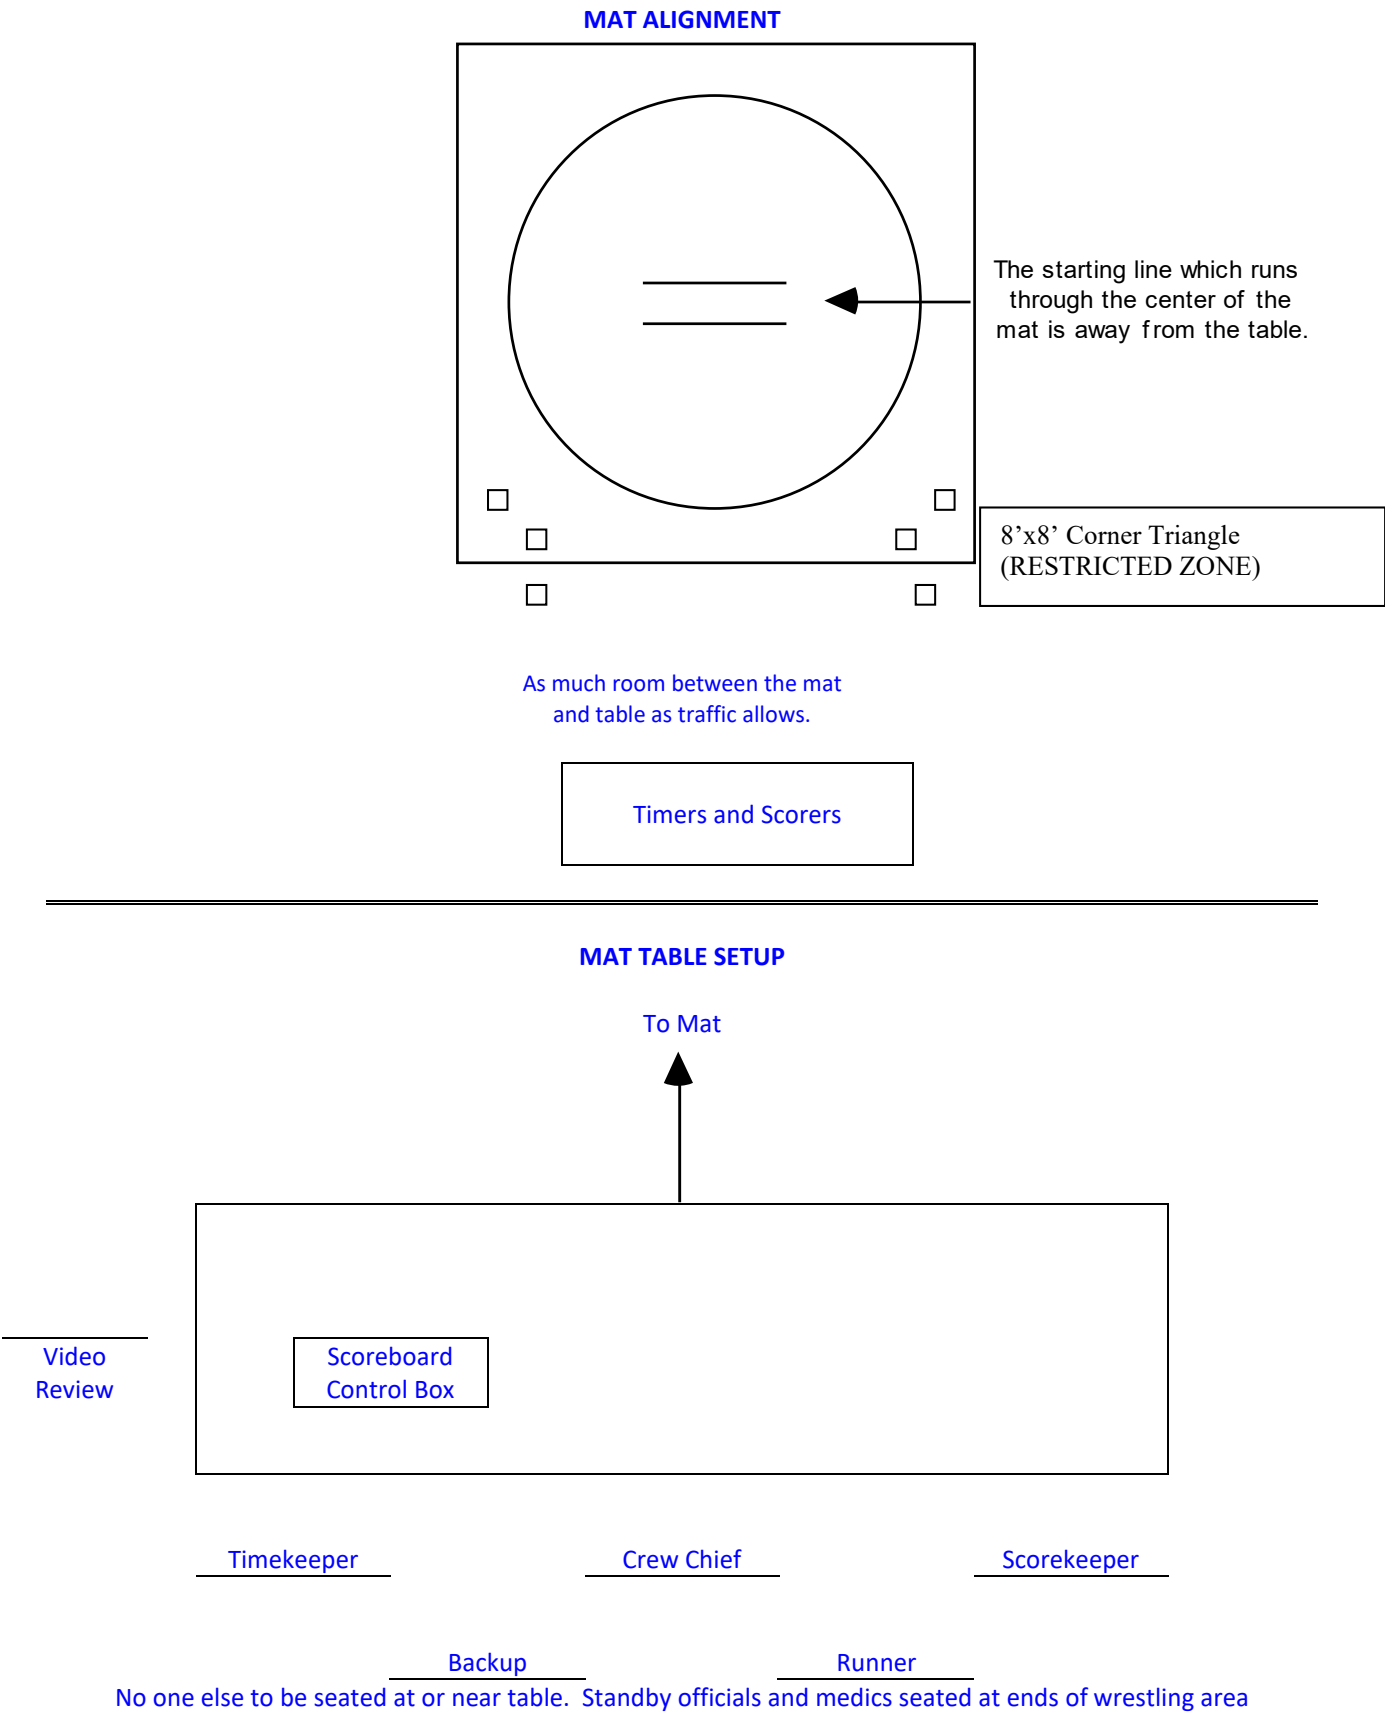 MAT ALIGNMENT
The starting line which runs
through the center of the
mat is away from the table.
8’x8’ Corner Triangle
(RESTRICTED ZONE)
As much room between the mat
and table as traffic allows.
Timers and Scorers
MAT TABLE SETUP
To Mat
Video
Review
Scoreboard
Control Box
Timekeeper
Crew Chief
Scorekeeper
Backup
Runner
No one else to be seated at or near table. Standby officials and medics seated at ends of wrestling area